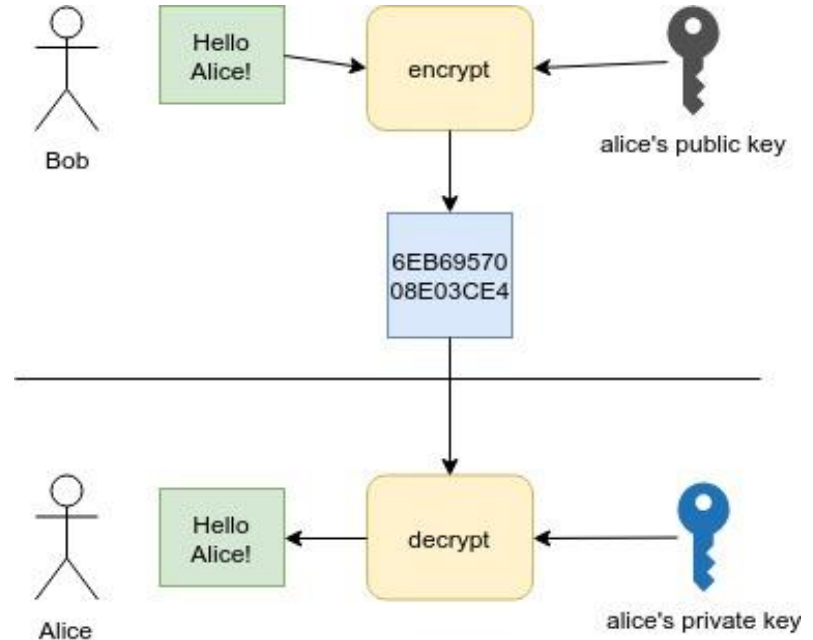 Hello
Alice!
encrypt
alice's public key
Bob
6EB69570
08E03CE4
Hello
Alice!
decrypt
alice's private key
Alice